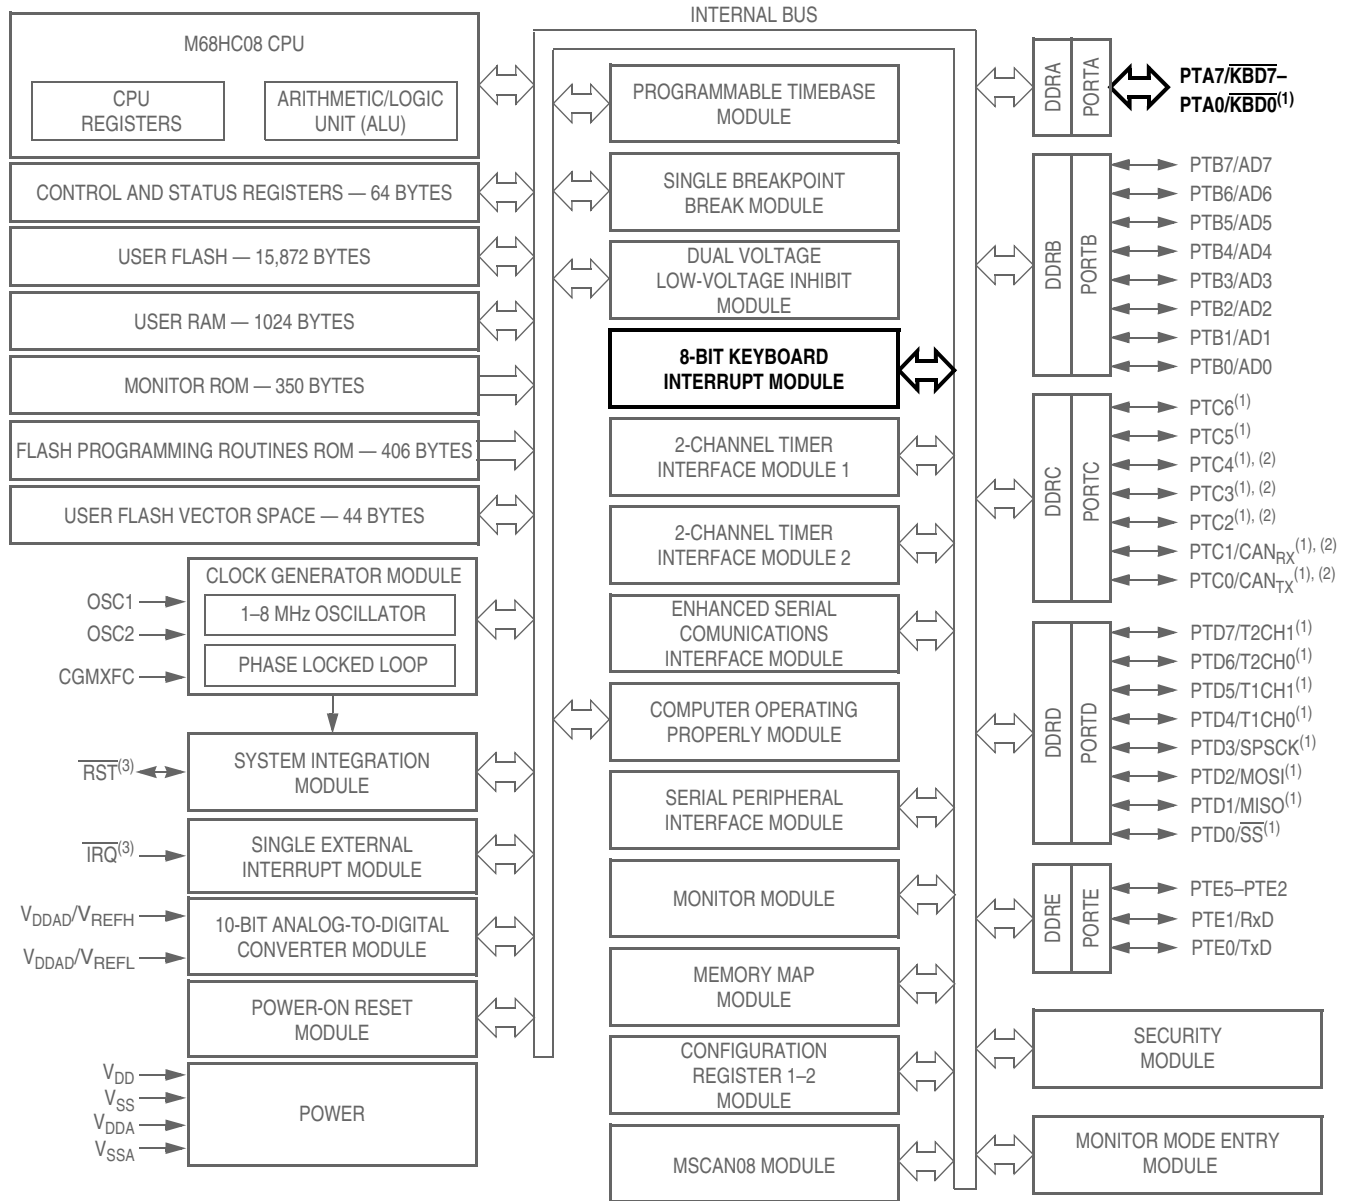 INTERNAL BUS
M68HC08 CPU
CPU
REGISTERS
ARITHMETIC/LOGIC
UNIT (ALU)
CONTROL AND STATUS REGISTERS — 64 BYTES
USER FLASH — 15,872 BYTES
USER RAM — 1024 BYTES
MONITOR ROM — 350 BYTES
FLASH PROGRAMMING ROUTINES ROM — 406 BYTES
USER FLASH VECTOR SPACE — 44 BYTES
CLOCK GENERATOR MODULE
1–8 MHz OSCILLATOR
PHASE LOCKED LOOP
OSC1
OSC2
CGMXFC
SYSTEM INTEGRATION
MODULE
RST(3)
SINGLE EXTERNAL
INTERRUPT MODULE
IRQ(3)
10-BIT ANALOG-TO-DIGITAL
CONVERTER MODULE
VDDAD/VREFH
VDDAD/VREFL
POWER-ON RESET
MODULE
POWER
VDD
VSS
VDDA
VSSA
PROGRAMMABLE TIMEBASE
MODULE
SINGLE BREAKPOINT
BREAK MODULE
DUAL VOLTAGE
LOW-VOLTAGE INHIBIT
MODULE
8-BIT KEYBOARD
INTERRUPT MODULE
2-CHANNEL TIMER
INTERFACE MODULE 1
2-CHANNEL TIMER
INTERFACE MODULE 2
ENHANCED SERIAL
COMUNICATIONS
INTERFACE MODULE
COMPUTER OPERATING
PROPERLY MODULE
SERIAL PERIPHERAL
INTERFACE MODULE
MONITOR MODULE
MEMORY MAP
MODULE
CONFIGURATION
REGISTER 1–2
MODULE
MSCAN08 MODULE
DDRA
PORTA
PTA7/KBD7–
PTA0/KBD0(1)
DDRB
PORTB
PTB7/AD7
PTB6/AD6
PTB5/AD5
PTB4/AD4
PTB3/AD3
PTB2/AD2
PTB1/AD1
PTB0/AD0
DDRC
PORTC
PTC6(1)
PTC5(1)
PTC4(1), (2)
PTC3(1), (2)
PTC2(1), (2)
PTC1/CANRX(1), (2)
PTC0/CANTX(1), (2)
DDRD
PORTD
PTD7/T2CH1(1)
PTD6/T2CH0(1)
PTD5/T1CH1(1)
PTD4/T1CH0(1)
PTD3/SPSCK(1)
PTD2/MOSI(1)
PTD1/MISO(1)
PTD0/SS(1)
DDRE
PORTE
PTE5–PTE2
PTE1/RxD
PTE0/TxD
SECURITY
MODULE
MONITOR MODE ENTRY
MODULE